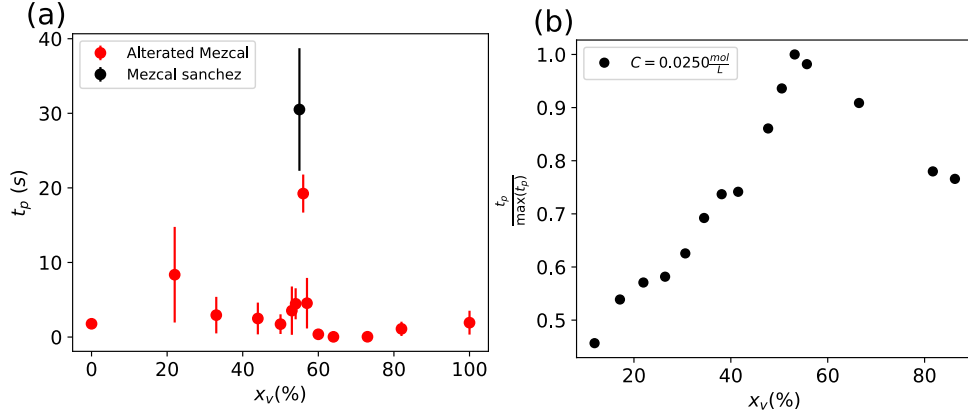 (a)
40
30
20
10
0
t_p (s)
Alterated Mezcal
Mezcal sanchez
0 20 40 60 80 100
x_v(%)
(b)
1.0
0.9
0.8
0.7
0.6
0.5
t_p
max(t_p)
C = 0.0250 mol/L
20 40 60 80
x_v(%)